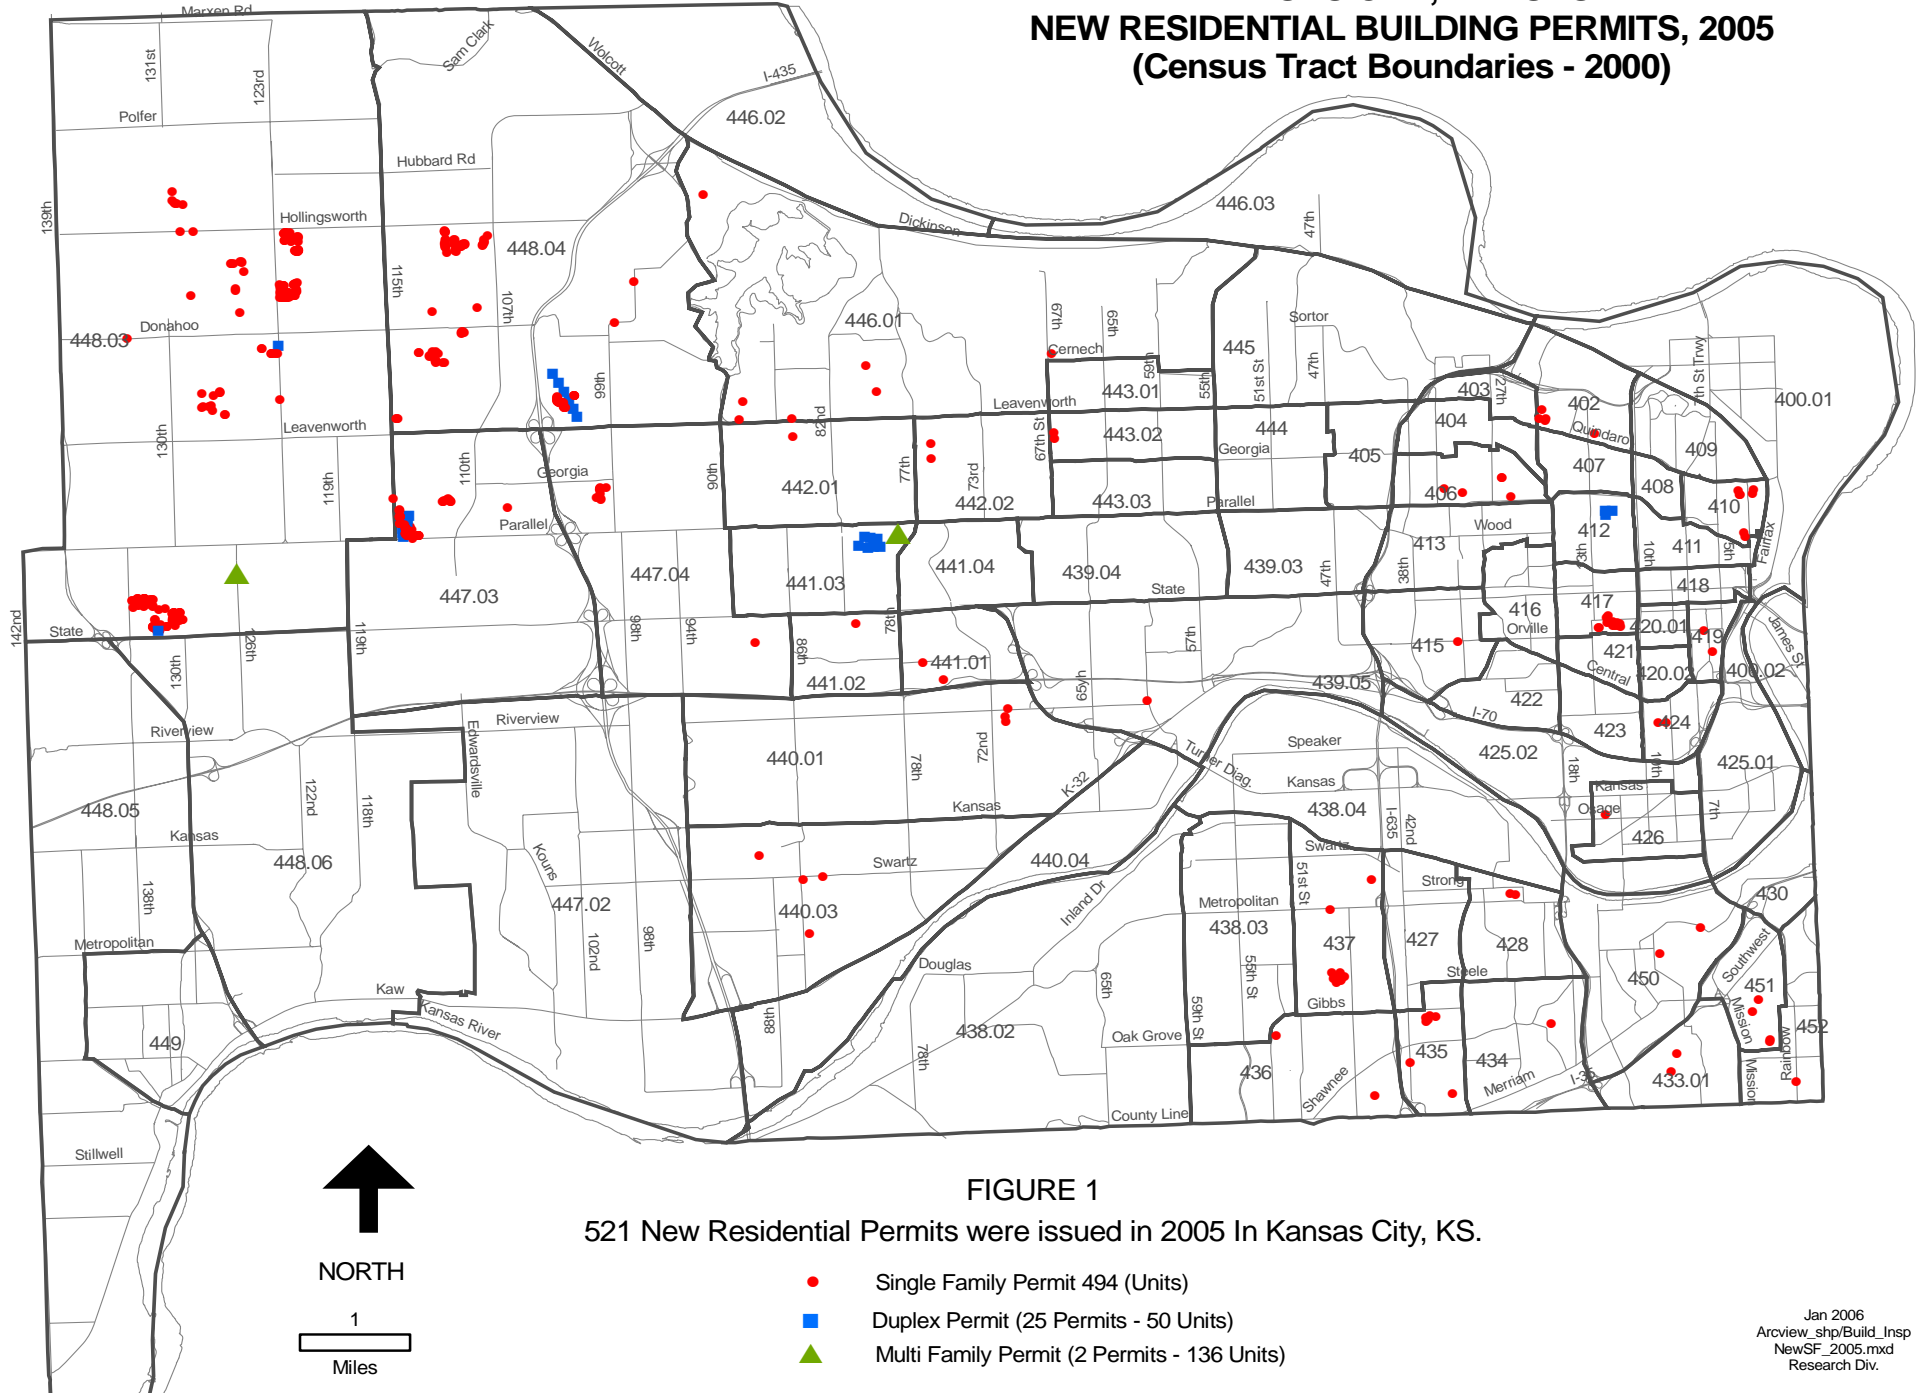 NEW RESIDENTIAL BUILDING PERMITS, 2005
(Census Tract Boundaries - 2000)
Marxen Rd
131st
123rd
Sam Clark
Wolcott
I-435
446.02
Polfer
Hubbard Rd
139th
Hollingsworth
448.04
115th
107th
Dickinson
446.03
47th
448.03
Donahoo
446.01
67th
65th
Cernech
59th
55th
445
51st St
Sortor
47th
7th St Trwy
400.01
99th
443.01
403
27th
402
Leavenworth
130th
Leavenworth
82nd
67th St
443.02
444
Georgia
404
405
Quindaro
409
119th
110th
Georgia
90th
442.01
77th
73rd
442.02
443.03
Parallel
406
407
408
410
Parallel
Wood
412
411
Fairfax
441.03
441.04
439.04
439.03
47th
413
38th
13th
10th
5th
447.04
447.03
State
418
142nd
State
126th
119th
98th
94th
86th
78th
57th
416
Orville
417
420.01
419
James St
130th
441.01
441.02
65yh
415
421
Central
420.02
400.02
439.05
422
I-70
423
424
Riverview
Edwardsville
Riverview
440.01
78th
72nd
K-32
Turner Diag.
Speaker
Kansas
425.02
18th
10th
425.01
448.05
122nd
118th
Kansas
438.04
I-635
42nd
Kansas
Osage
426
7th
Kansas
448.06
Kouns
Swartz
440.04
Swartz
138th
447.02
440.03
Inland Dr
51st St
Strong
430
Metropolitan
438.03
Metropolitan
102nd
98th
437
427
428
Southwest
Douglas
55th St
Steele
450
451
Kaw
Kansas River
88th
65th
59th St
Gibbs
Mission
449
438.02
Oak Grove
435
434
452
78th
436
Shawnee
Merriam
I-35
433.01
Mission
Rainbow
County Line
Stillwell
FIGURE 1
521 New Residential Permits were issued in 2005 In Kansas City, KS.
NORTH
1
Miles
Single Family Permit 494 (Units)
Duplex Permit (25 Permits - 50 Units)
Multi Family Permit (2 Permits - 136 Units)
Jan 2006
Arcview_shp/Build_Insp
NewSF_2005.mxd
Research Div.